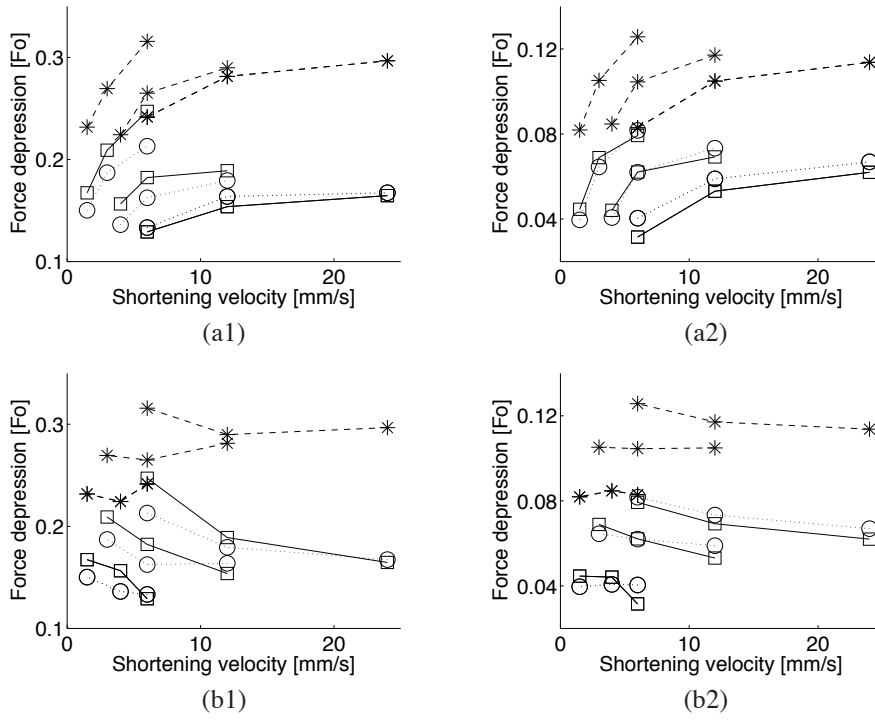 0.3
0.2
0.1
Force depression [Fo]
0
10
20
Shortening velocity [mm/s]
(a1)
0.12
0.08
0.04
Force depression [Fo]
0
10
20
Shortening velocity [mm/s]
(a2)
0.3
0.2
0.1
Force depression [Fo]
0
10
20
Shortening velocity [mm/s]
(b1)
0.12
0.08
0.04
Force depression [Fo]
0
10
20
Shortening velocity [mm/s]
(b2)